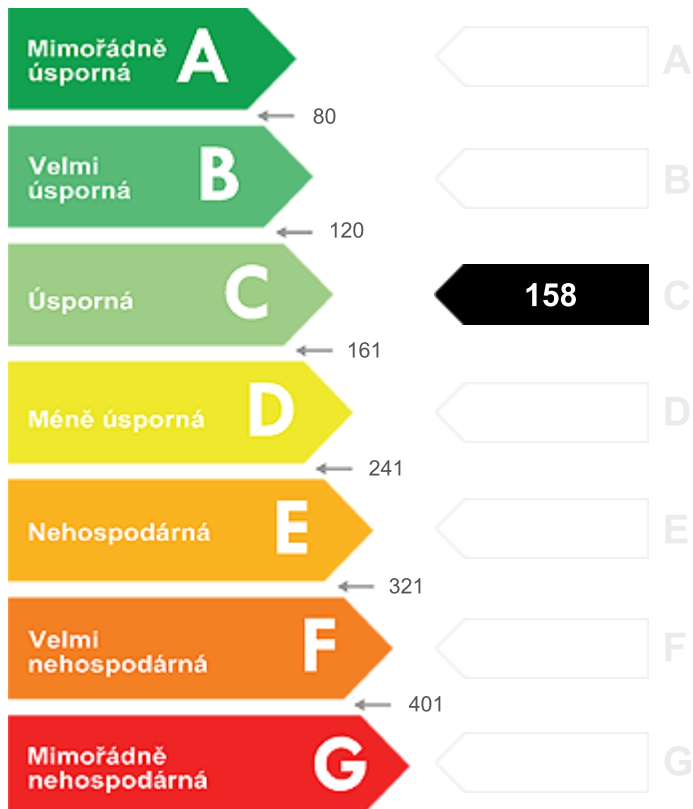 Mimořádně
úsporná
A
A
80
Velmi
úsporná
B
B
120
Úsporná
C
158
C
161
Méně úsporná
D
D
241
Nehospodárná
E
E
321
Velmi
nehospodárná
F
F
401
Mimořádně
nehospodárná
G
G